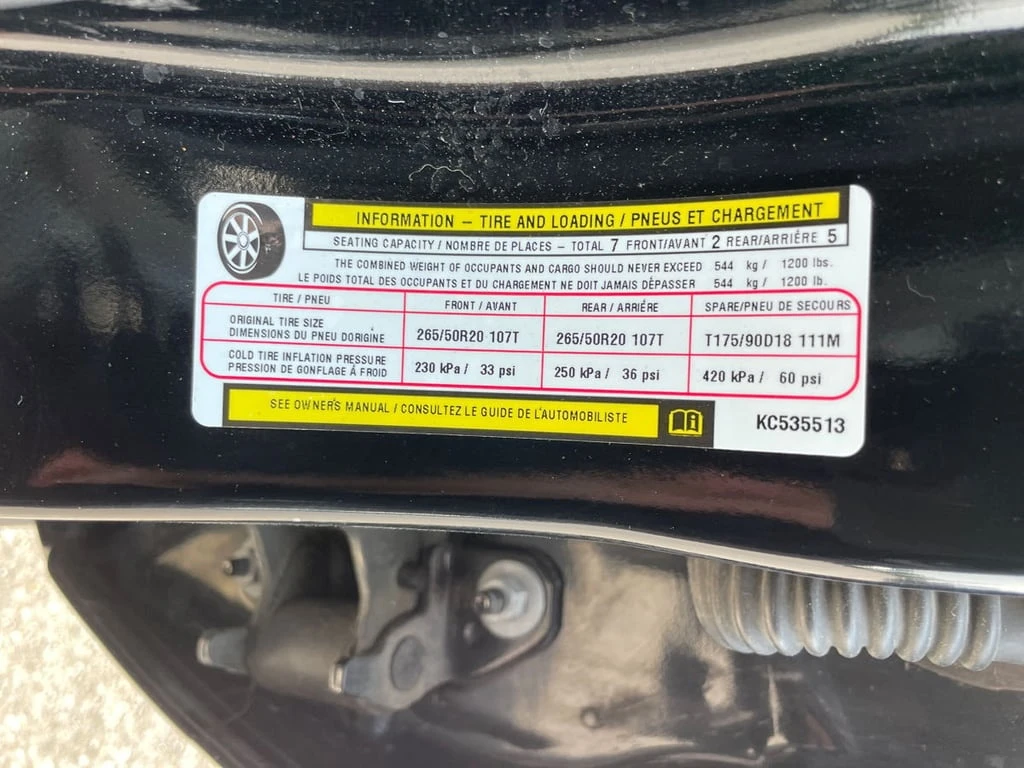 INFORMATION – TIRE AND LOADING / PNEUS ET CHARGEMENT
SEATING CAPACITY / NOMBRE DE PLACES – TOTAL 7 FRONT/AVANT 2 REAR/ARRIÈRE 5
THE COMBINED WEIGHT OF OCCUPANTS AND CARGO SHOULD NEVER EXCEED 544 kg / 1200 lbs.
LE POIDS TOTAL DES OCCUPANTS ET DU CHARGEMENT NE DOIT JAMAIS DÉPASSER 544 kg / 1200 lb.
TIRE / PNEU FRONT / AVANT REAR / ARRIÉRE SPARE/PNEU DE SECOURS
ORIGINAL TIRE SIZE
DIMENSIONS DU PNEU DORIGINE 265/50R20 107T 265/50R20 107T T175/90D18 111M
COLD TIRE INFLATION PRESSURE
PRESSION DE GONFLAGE Á FROID 230 kPa / 33 psi 250 kPa / 36 psi 420 kPa / 60 psi
SEE OWNER'S MANUAL / CONSULTEZ LE GUIDE DE L'AUTOMOBILISTE
KC535513